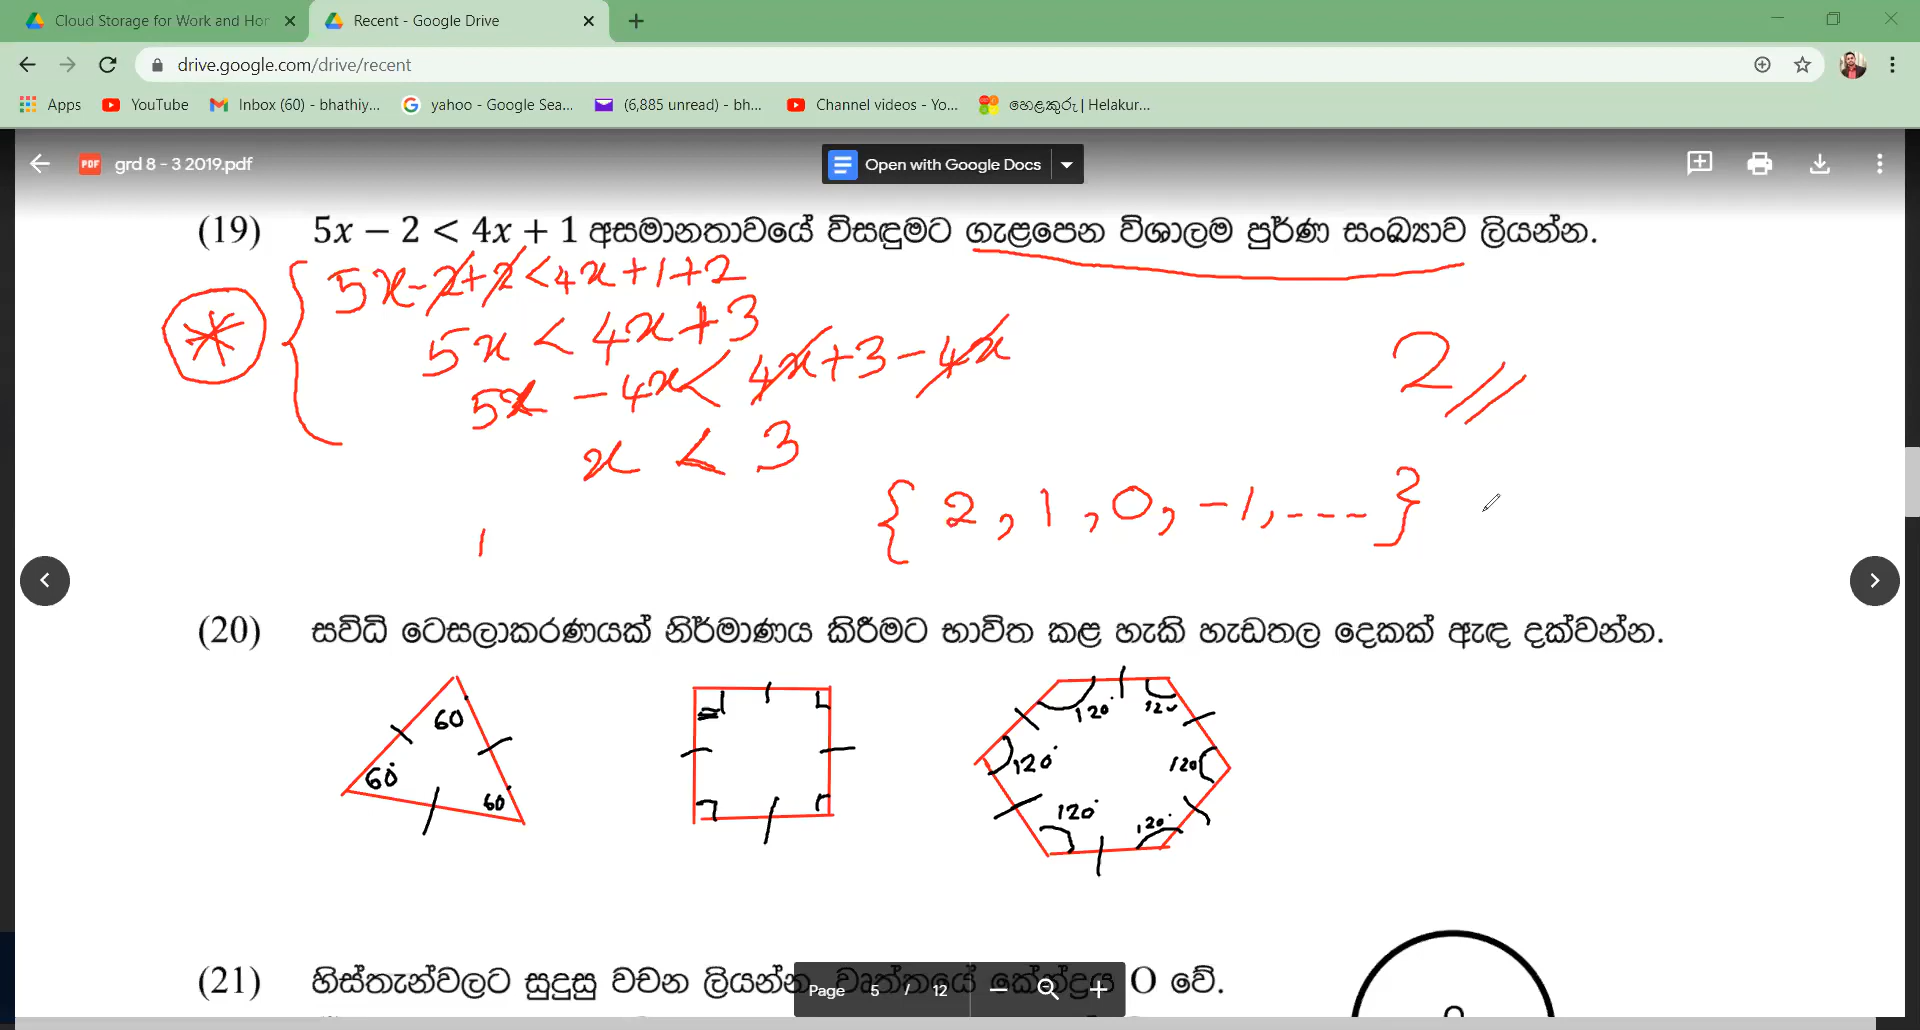 Cloud Storage for Work and Hor
Recent - Google Drive
drive.google.com/drive/recent
Apps YouTube Inbox (60) - bhathiy... yahoo - Google Sea... (6,885 unread) - bh... Channel videos - Yo... හෙළකුරු | Helakur...
PDF grd 8 - 3 2019.pdf Open with Google Docs
(19) 5x − 2 < 4x + 1 අසමානතාවයේ විසඳුමට ගැළපෙන විශාලම පුර්ණ සංඛ්‍යාව ලියන්න.
5x-2+2<4x+1+2
5x < 4x+3
5x - 4x < 4x+3-4x
x < 3
2
{ 2, 1, 0, -1, ---- }
(20) සවිධි ටෙසලාකරණයක් නිර්මාණය කිරීමට භාවිත කළ හැකි හැඩතල දෙකක් ඇඳ දක්වන්න.
60 60° 60°
120° 120 120° 120 120° 120°
(21) හිස්තැන්වලට සුදුසු වචන ලියන්න. වෘත්තයේ කේන්ද්‍රය O වේ.
Page 5 / 12